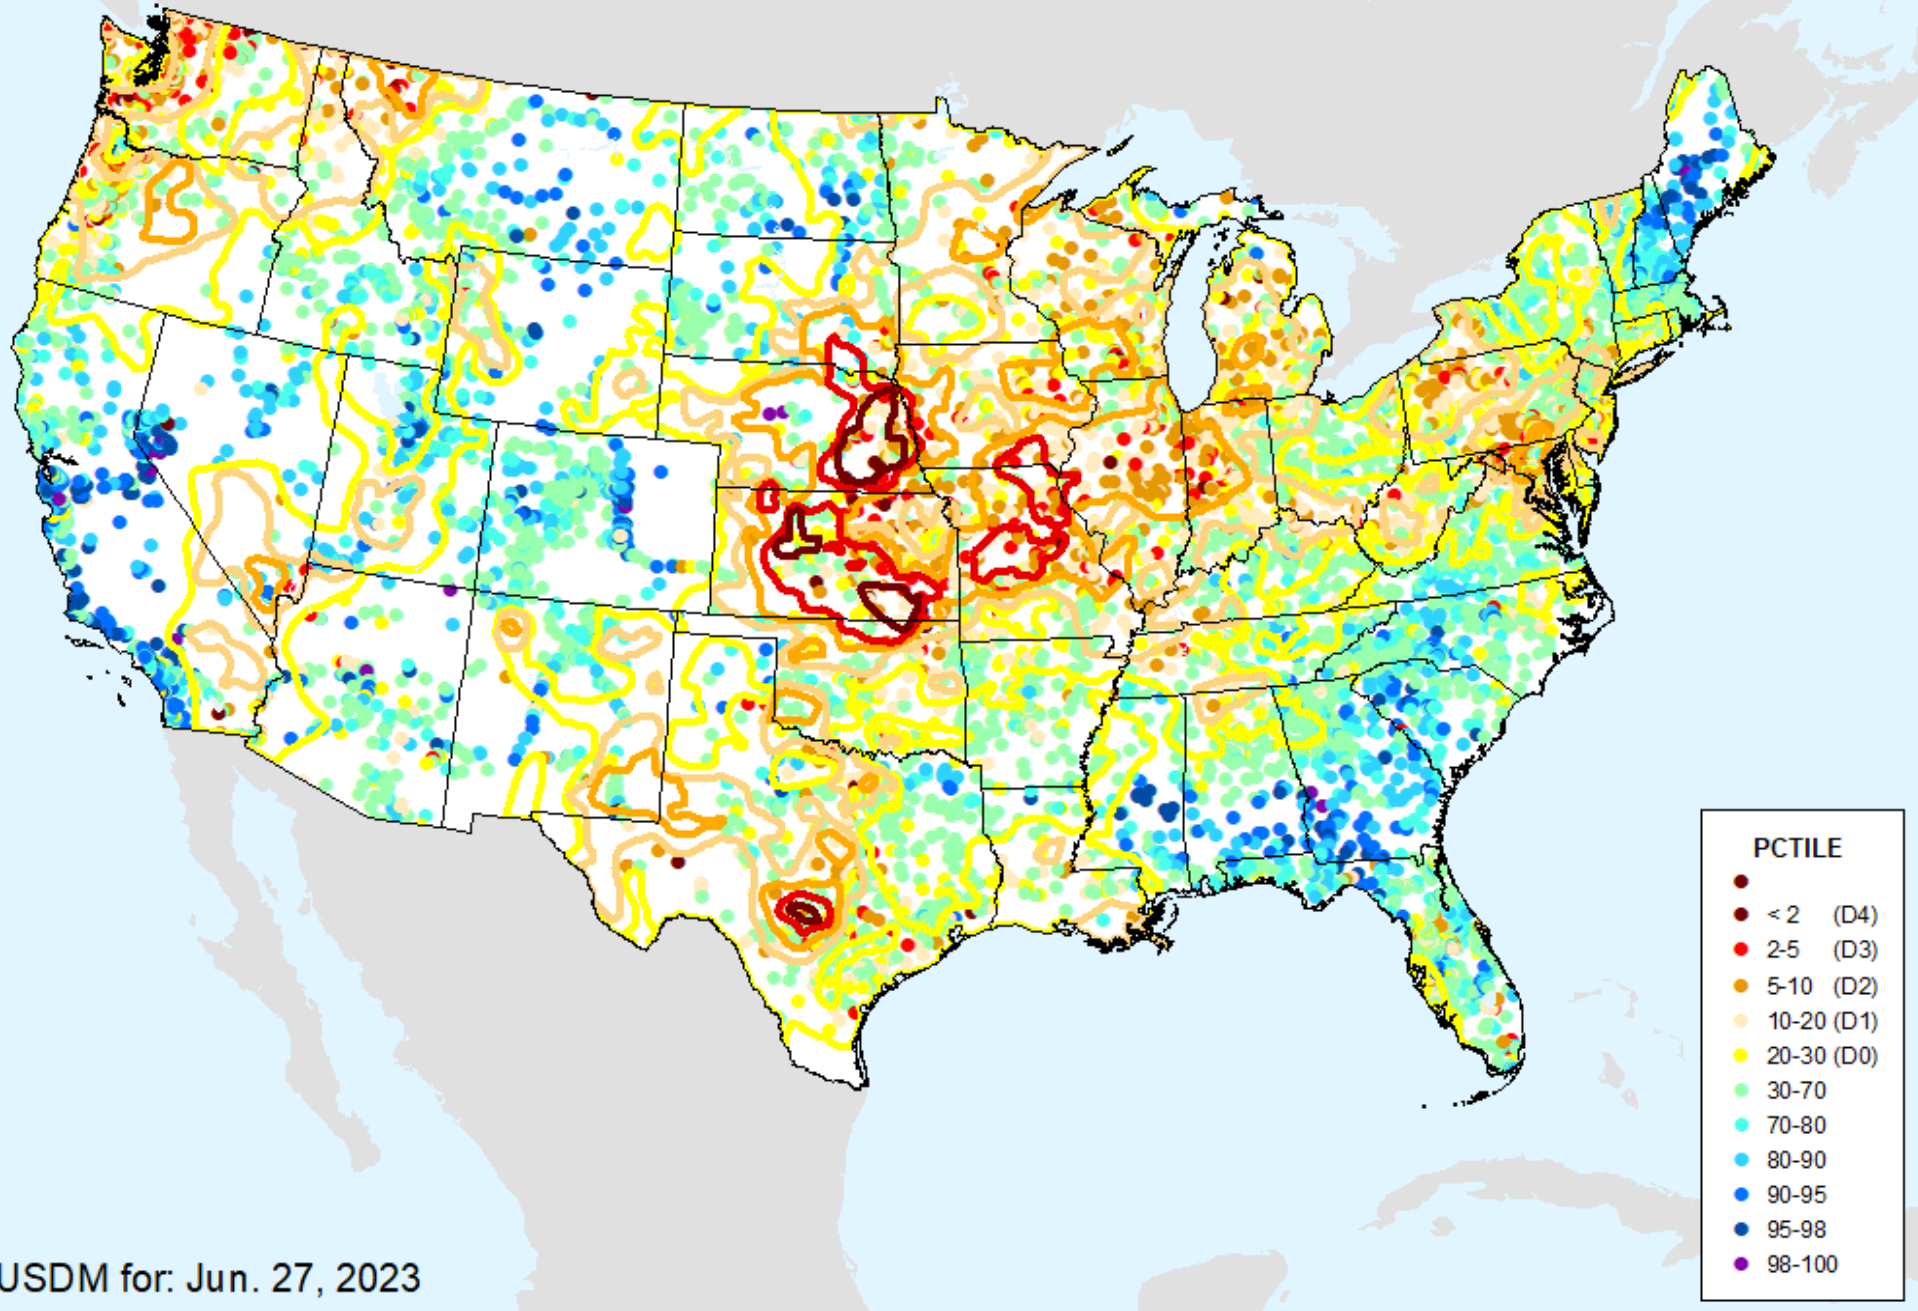 PCTILE
< 2 (D4)
2-5 (D3)
5-10 (D2)
10-20 (D1)
20-30 (D0)
30-70
70-80
80-90
90-95
95-98
98-100
USDM for: Jun. 27, 2023